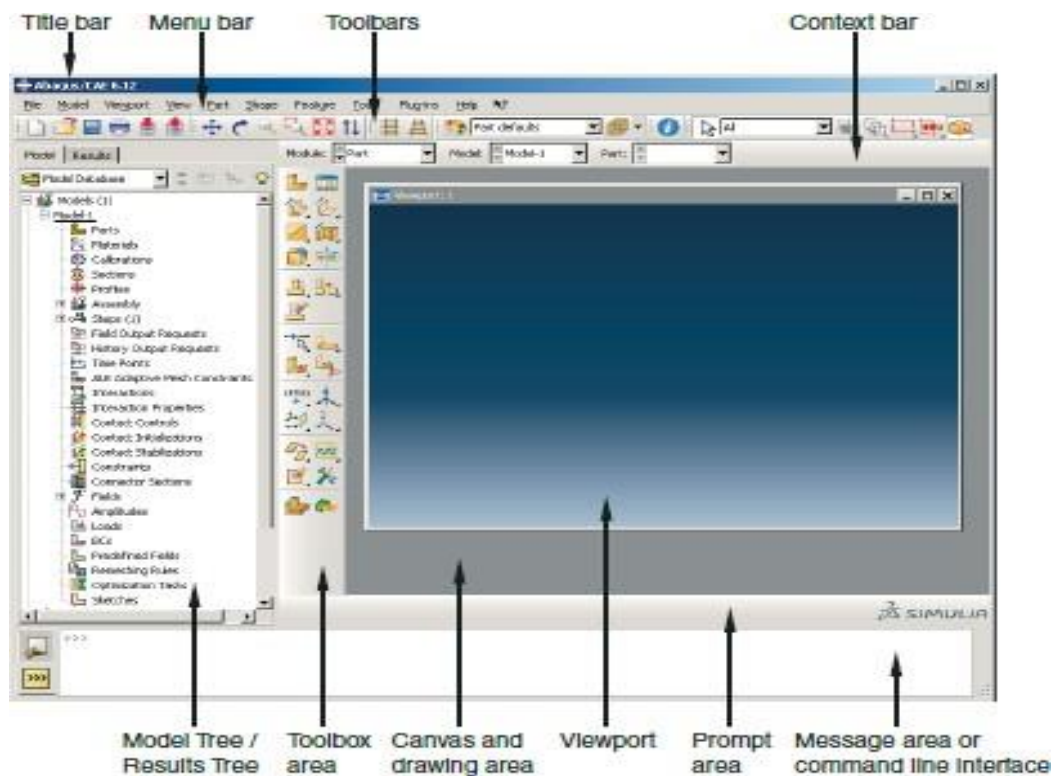 Title bar Menu bar Toolbars Context bar
Abaqus/CAE 6.12
File Model Viewport View Part Shape Feature Tools Plug-ins Help
Part defaults All
Model Results Module: Part Model: Model-1 Part:
Model Database
Viewport: 1
Models (1)
Model-1
Parts
Materials
Calibrations
Sections
Profiles
Assembly
Steps (1)
Field Output Requests
History Output Requests
Time Points
ALE Adaptive Mesh Constraints
Interactions
Interaction Properties
Contact Controls
Contact Initializations
Contact Stabilizations
Constraints
Connector Sections
Fields
Amplitudes
Loads
BCs
Predefined Fields
Remeshing Rules
Optimization Tasks
Sketches
SIMULIA
>>>
>>>
Model Tree / Toolbox Canvas and Viewport Prompt Message area or
Results Tree area drawing area area command line interface